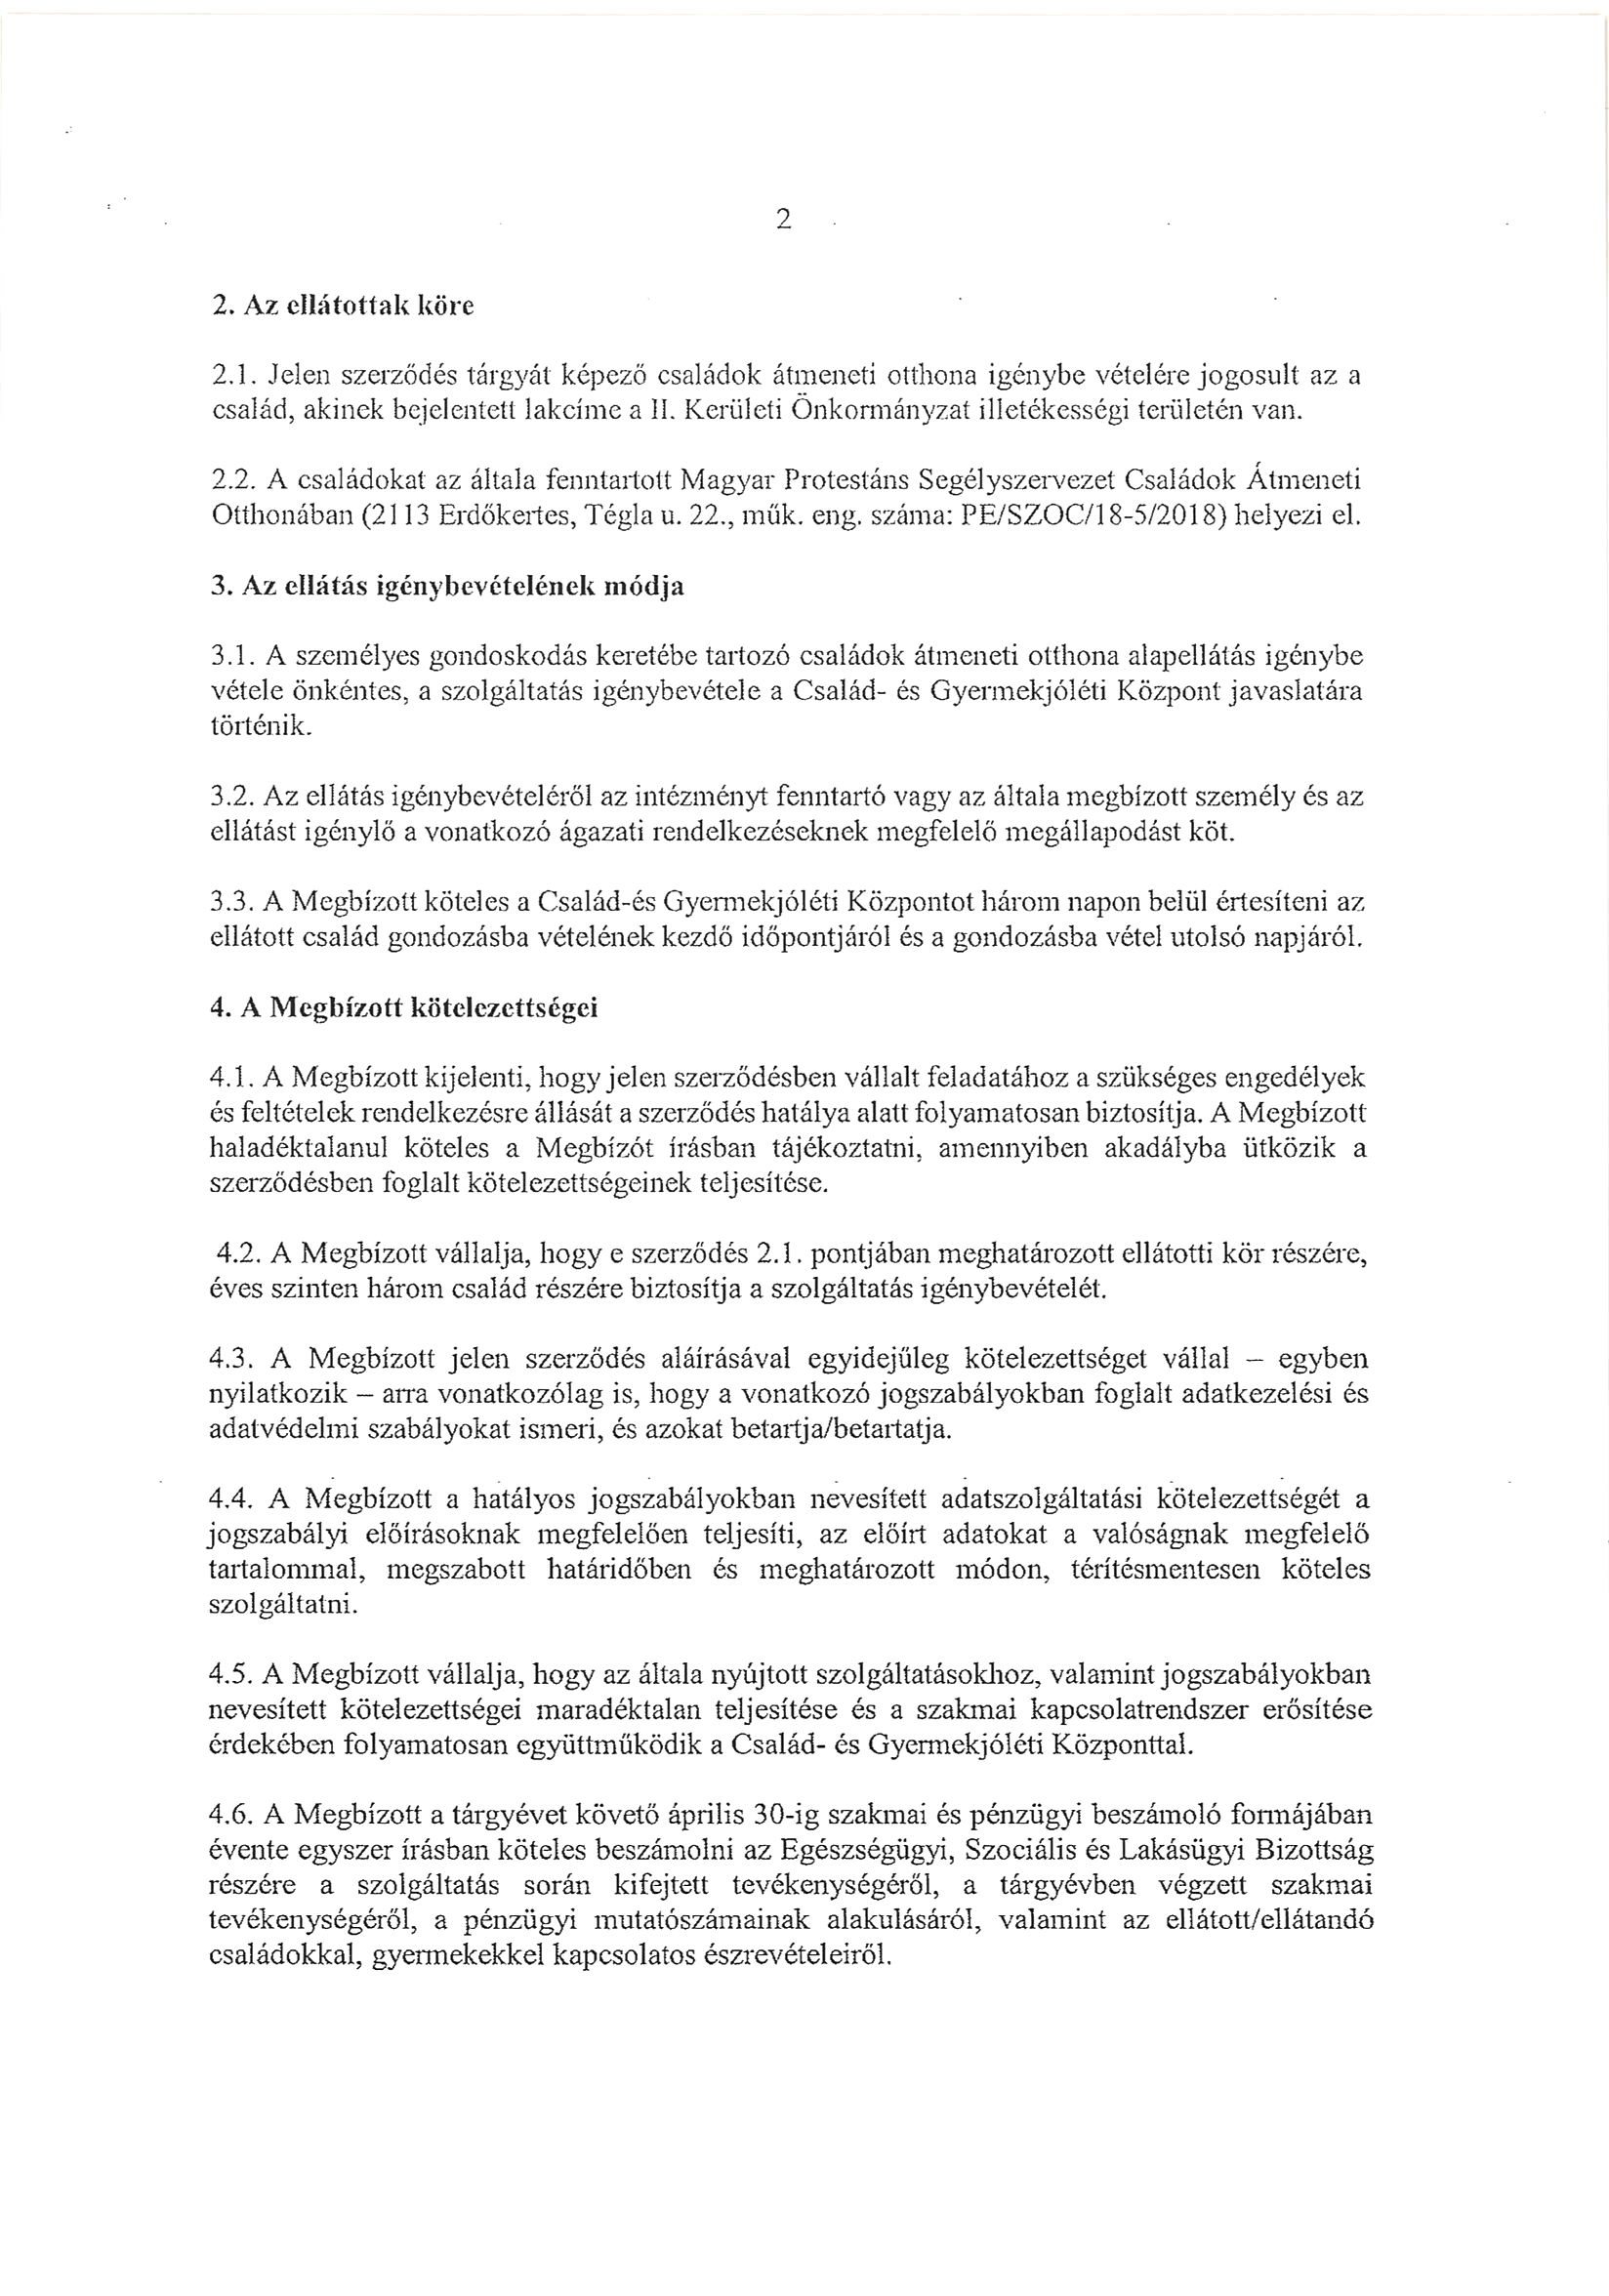 2
2. Az ellátottak köre
2.1. Jelen szerződés tárgyát képező családok átmeneti otthona igénybe vételére jogosult az a
család, akinek bejelentett lakcíme a II. Kerületi Önkormányzat illetékességi területén van.
2.2. A családokat az általa fenntartott Magyar Protestáns Segélyszervezet Családok Átmeneti
Otthonában (2113 Erdőkertes, Tégla u. 22., műk. eng. száma: PE/SZOC/18-5/2018) helyezi el.
3. Az ellátás igénybevételének módja
3.1. A személyes gondoskodás keretébe tartozó családok átmeneti otthona alapellátás igénybe
vétele önkéntes, a szolgáltatás igénybevétele a Család- és Gyermekjóléti Központ javaslatára
történik.
3.2. Az ellátás igénybevételéről az intézményt fenntartó vagy az általa megbízott személy és az
ellátást igénylő a vonatkozó ágazati rendelkezéseknek megfelelő megállapodást köt.
3.3. A Megbízott köteles a Család-és Gyermekjóléti Központot három napon belül értesíteni az
ellátott család gondozásba vételének kezdő időpontjáról és a gondozásba vétel utolsó napjáról.
4. A Megbízott kötelezettségei
4.1. A Megbízott kijelenti, hogy jelen szerződésben vállalt feladatához a szükséges engedélyek
és feltételek rendelkezésre állását a szerződés hatálya alatt folyamatosan biztosítja. A Megbízott
haladéktalanul köteles a Megbízót írásban tájékoztatni, amennyiben akadályba ütközik a
szerződésben foglalt kötelezettségeinek teljesítése.
4.2. A Megbízott vállalja, hogy e szerződés 2.1. pontjában meghatározott ellátotti kör részére,
éves szinten három család részére biztosítja a szolgáltatás igénybevételét.
4.3. A Megbízott jelen szerződés aláírásával egyidejűleg kötelezettséget vállal – egyben
nyilatkozik – arra vonatkozólag is, hogy a vonatkozó jogszabályokban foglalt adatkezelési és
adatvédelmi szabályokat ismeri, és azokat betartja/betartatja.
4.4. A Megbízott a hatályos jogszabályokban nevesített adatszolgáltatási kötelezettségét a
jogszabályi előírásoknak megfelelően teljesíti, az előírt adatokat a valóságnak megfelelő
tartalommal, megszabott határidőben és meghatározott módon, térítésmentesen köteles
szolgáltatni.
4.5. A Megbízott vállalja, hogy az általa nyújtott szolgáltatásokhoz, valamint jogszabályokban
nevesített kötelezettségei maradéktalan teljesítése és a szakmai kapcsolatrendszer erősítése
érdekében folyamatosan együttműködik a Család- és Gyermekjóléti Központtal.
4.6. A Megbízott a tárgyévet követő április 30-ig szakmai és pénzügyi beszámoló formájában
évente egyszer írásban köteles beszámolni az Egészségügyi, Szociális és Lakásügyi Bizottság
részére a szolgáltatás során kifejtett tevékenységéről, a tárgyévben végzett szakmai
tevékenységéről, a pénzügyi mutatószámainak alakulásáról, valamint az ellátott/ellátandó
családokkal, gyermekekkel kapcsolatos észrevételeiről.